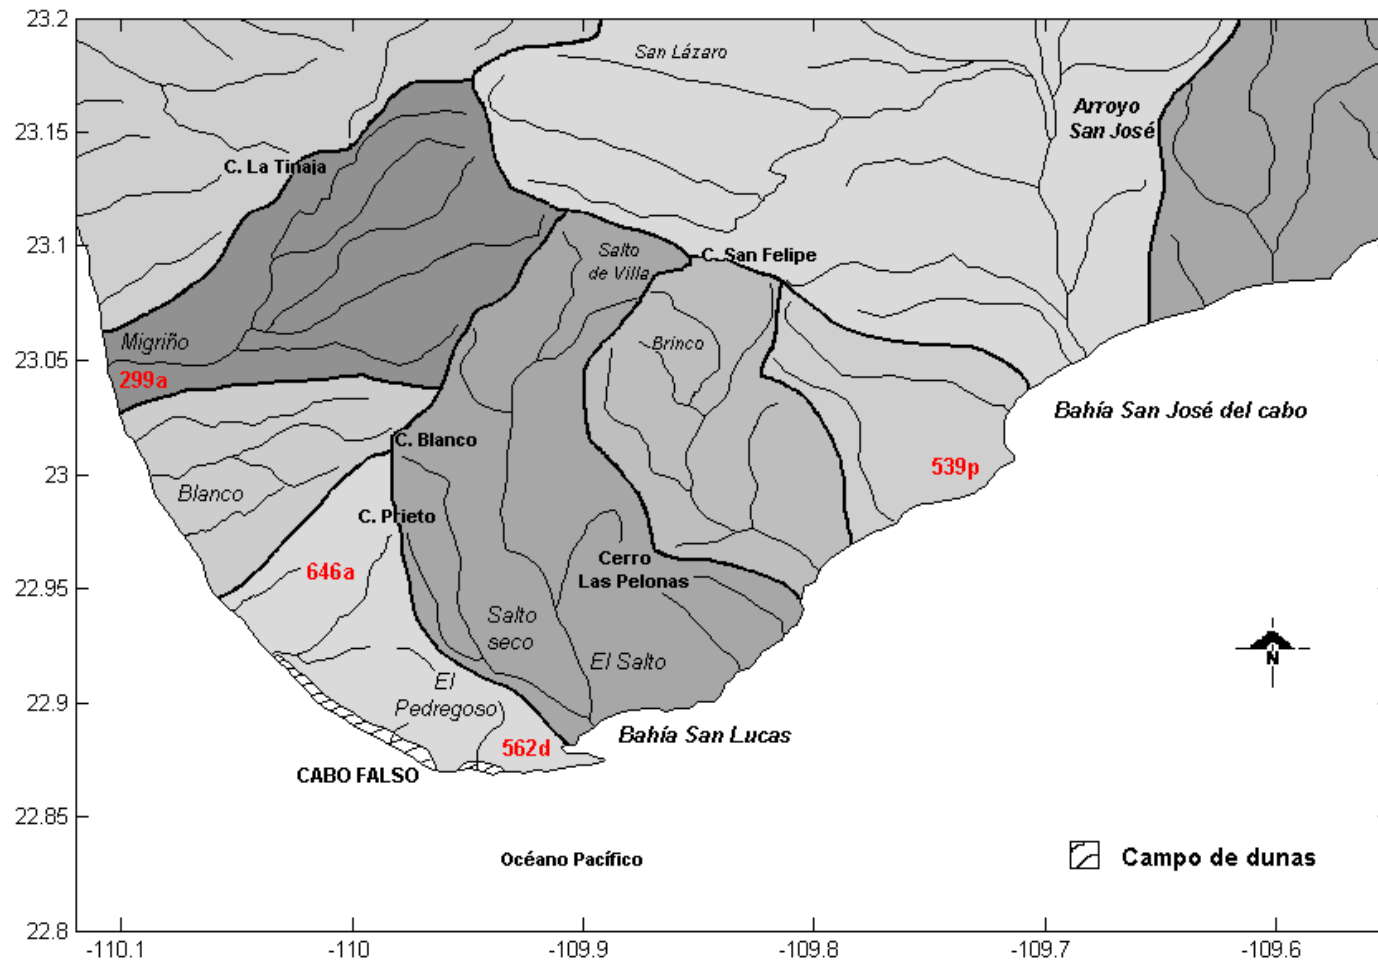 23.2
23.15
23.1
23.05
23
22.95
22.9
22.85
22.8
-110.1
-110
-109.9
-109.8
-109.7
-109.6
San Lázaro
Arroyo
San José
C. La Tinaja
Salto
de Villa
C. San Felipe
Migriño
299a
Brinco
Bahía San José del cabo
C. Blanco
539p
Blanco
C. Prieto
646a
Cerro
Las Pelonas
Salto
seco
El Salto
El
Pedregoso
N
562d
Bahía San Lucas
CABO FALSO
Océano Pacífico
Campo de dunas